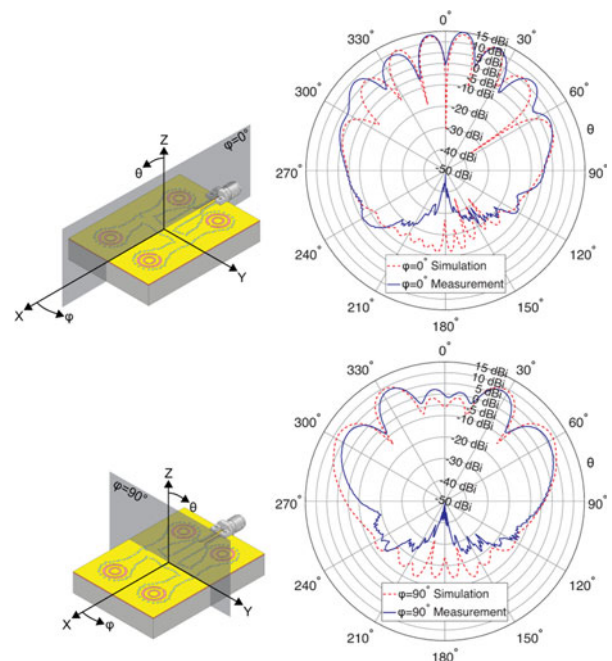 Z
φ=0°
θ
Y
X
φ
0°
330°
30°
300°
60°
θ
270°
90°
240°
120°
210°
150°
180°
15 dBi
10 dBi
5 dBi
0 dBi
-5 dBi
-10 dBi
-20 dBi
-30 dBi
-40 dBi
-50 dBi
φ=0° Simulation
φ=0° Measurement
Z
φ=90°
θ
Y
X
φ
0°
330°
30°
300°
60°
θ
270°
90°
240°
120°
210°
150°
180°
15 dBi
10 dBi
5 dBi
0 dBi
-5 dBi
-10 dBi
-20 dBi
-30 dBi
-40 dBi
-50 dBi
φ=90° Simulation
φ=90° Measurement